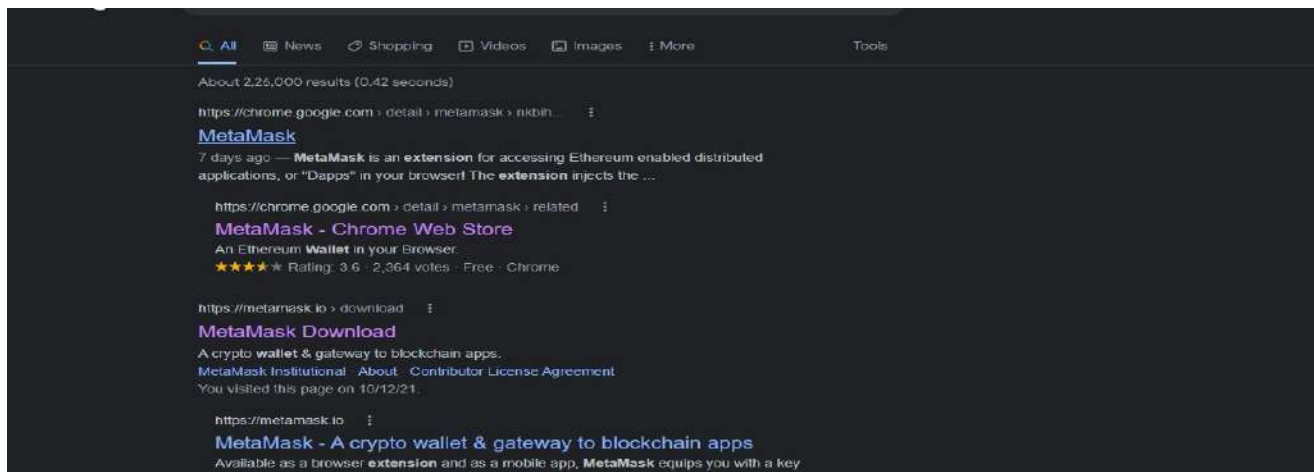 All News Shopping Videos Images More Tools
About 2,26,000 results (0.42 seconds)
https://chrome.google.com › detail › metamask › nkbih...
MetaMask
7 days ago — MetaMask is an extension for accessing Ethereum enabled distributed
applications, or "Dapps" in your browser! The extension injects the ...
https://chrome.google.com › detail › metamask › related
MetaMask - Chrome Web Store
An Ethereum Wallet in your Browser.
Rating: 3.6 · 2,364 votes · Free · Chrome
https://metamask.io › download
MetaMask Download
A crypto wallet & gateway to blockchain apps.
MetaMask Institutional · About · Contributor License Agreement
You visited this page on 10/12/21.
https://metamask.io
MetaMask - A crypto wallet & gateway to blockchain apps
Available as a browser extension and as a mobile app, MetaMask equips you with a key